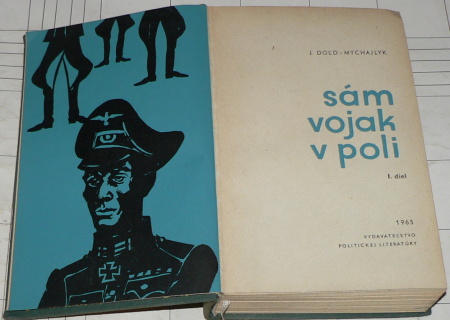 J. DOLD-MYCHAJLYK
sám
vojak
v poli
I. diel
1965
VYDAVATEĽSTVO
POLITICKEJ LITERATÚRY